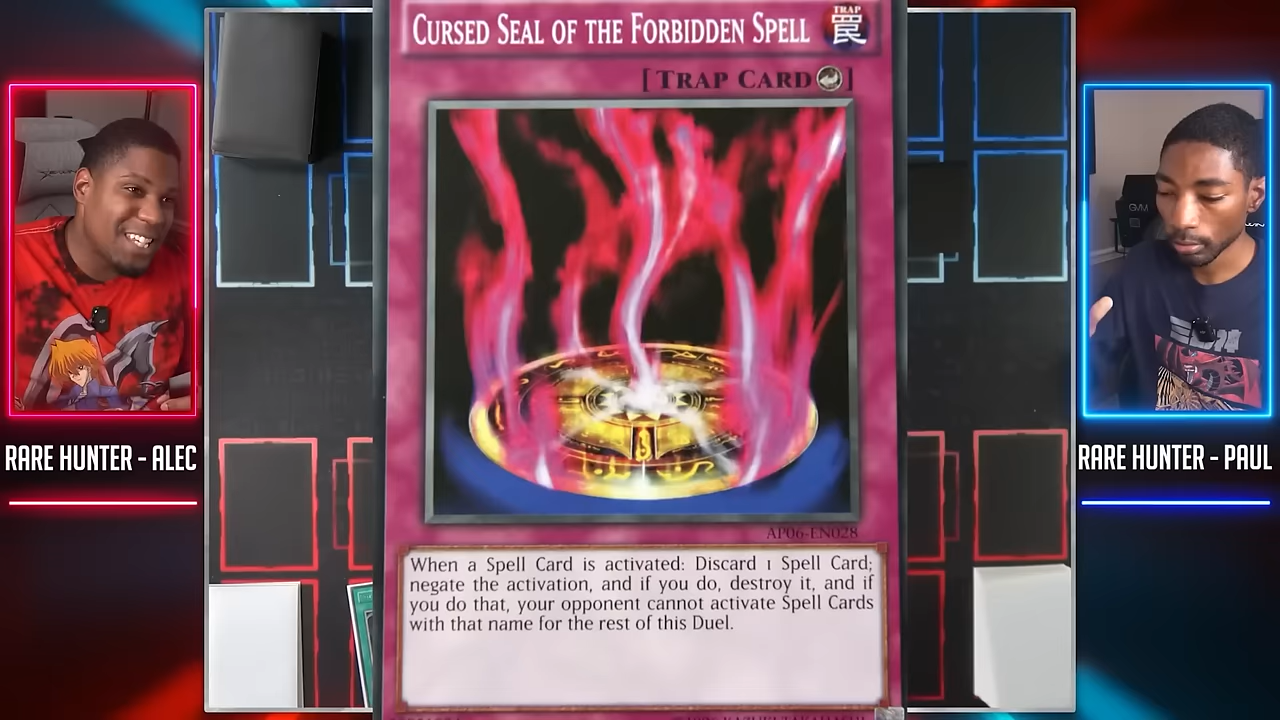 CURSED SEAL OF THE FORBIDDEN SPELL
TRAP
罠
[TRAP CARD]
AP06-EN028
When a Spell Card is activated: Discard 1 Spell Card;
negate the activation, and if you do, destroy it, and if
you do that, your opponent cannot activate Spell Cards
with that name for the rest of this Duel.
RARE HUNTER - ALEC
RARE HUNTER - PAUL